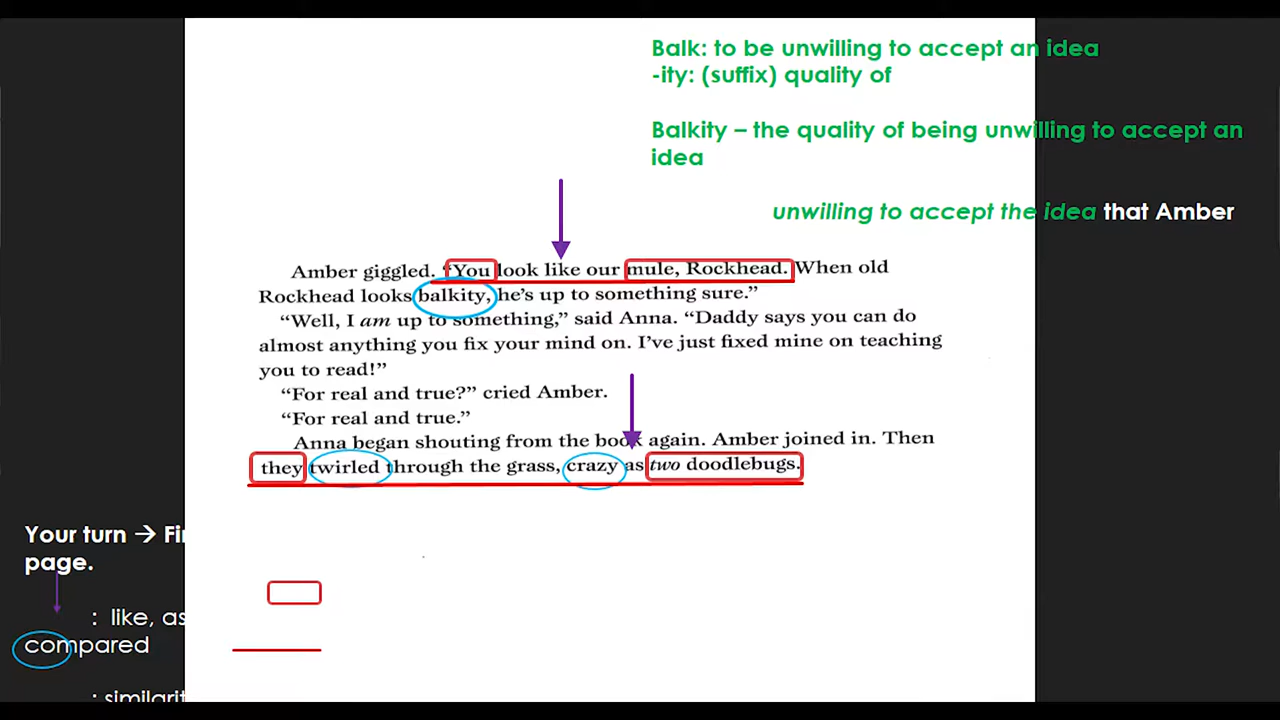 Balk: to be unwilling to accept an idea
-ity: (suffix) quality of
Balkity – the quality of being unwilling to accept an
idea
unwilling to accept the idea that Amber
Amber giggled. “You look like our mule, Rockhead. When old
Rockhead looks balkity, he’s up to something sure.”
“Well, I am up to something,” said Anna. “Daddy says you can do
almost anything you fix your mind on. I’ve just fixed mine on teaching
you to read!”
“For real and true?” cried Amber.
“For real and true.”
Anna began shouting from the book again. Amber joined in. Then
they twirled through the grass, crazy as two doodlebugs.
Your turn →
page.
: like, as
compared
: